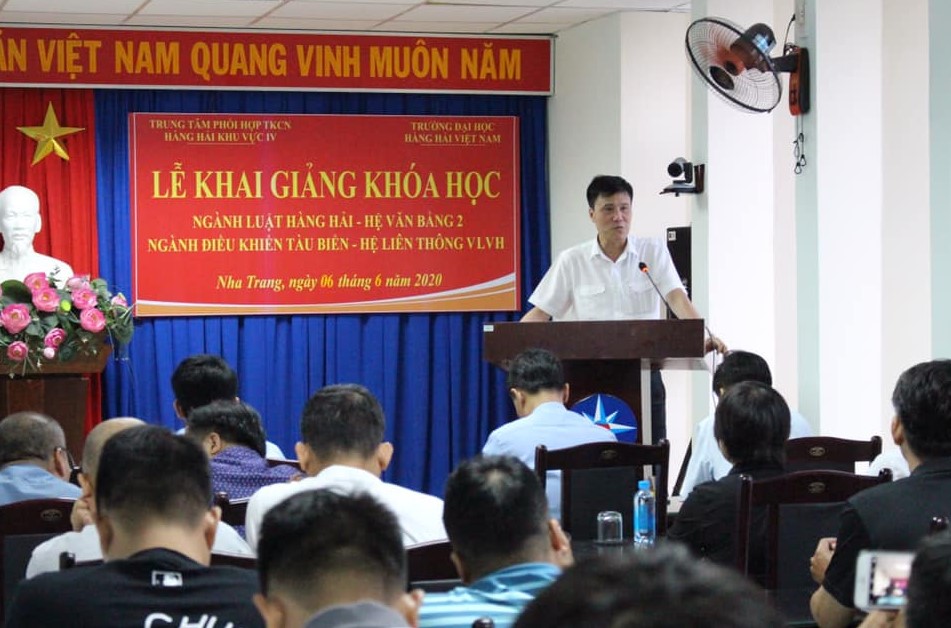 ẢN VIỆT NAM QUANG VINH MUÔN NĂM
TRUNG TÂM PHỐI HỢP TKCN
HÀNG HẢI KHU VỰC IV
TRƯỜNG ĐẠI HỌC
HÀNG HẢI VIỆT NAM
LỄ KHAI GIẢNG KHÓA HỌC
NGÀNH LUẬT HÀNG HẢI - HỆ VĂN BẰNG 2
NGÀNH ĐIỀU KHIỂN TÀU BIỂN - HỆ LIÊN THÔNG VLVH
Nha Trang, ngày 06 tháng 6 năm 2020